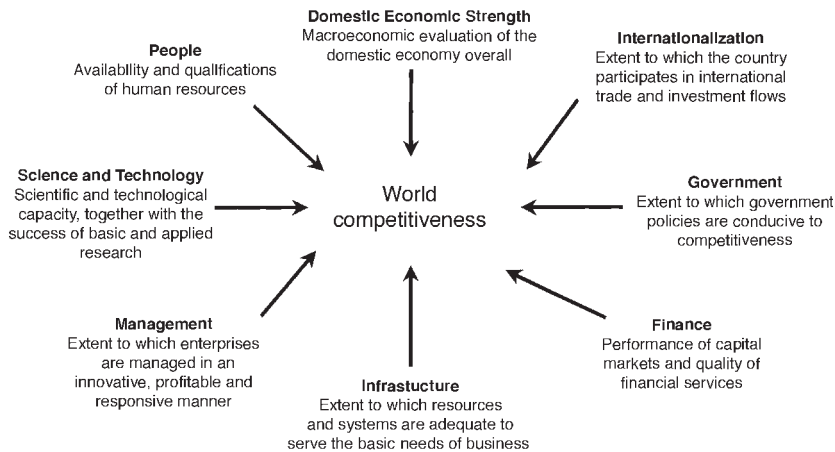 Domestic Economic Strength
Macroeconomic evaluation of the
domestic economy overall
People
Availability and qualifications
of human resources
Internationalization
Extent to which the country
participates in international
trade and investment flows
Science and Technology
Scientific and technological
capacity, together with the
success of basic and applied
research
World
competitiveness
Government
Extent to which government
policies are conducive to
competitiveness
Management
Extent to which enterprises
are managed in an
innovative, profitable and
responsive manner
Infrastucture
Extent to which resources
and systems are adequate to
serve the basic needs of business
Finance
Performance of capital
markets and quality of
financial services